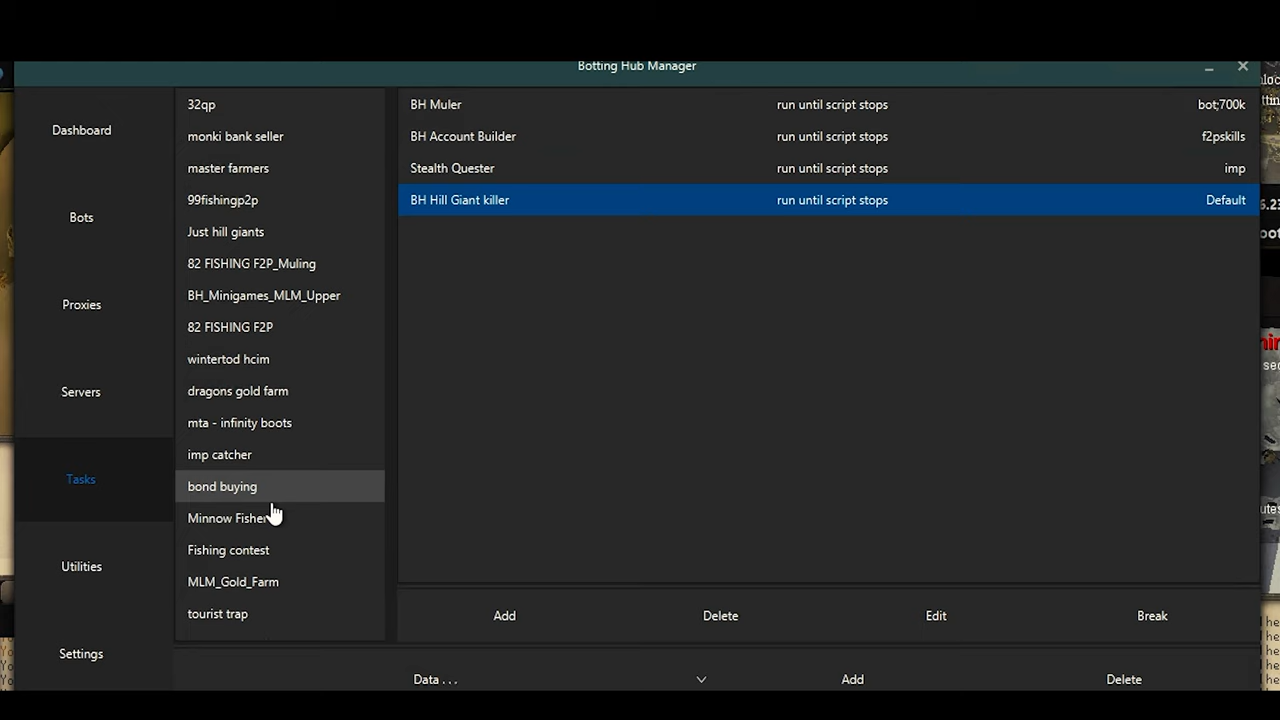 Botting Hub Manager
Dashboard
Bots
Proxies
Servers
Tasks
Utilities
Settings
32qp
monki bank seller
master farmers
99fishingp2p
Just hill giants
82 FISHING F2P_Muling
BH_Minigames_MLM_Upper
82 FISHING F2P
wintertod hcim
dragons gold farm
mta - infinity boots
imp catcher
bond buying
Minnow Fisher
Fishing contest
MLM_Gold_Farm
tourist trap
BH Muler run until script stops bot;700k
BH Account Builder run until script stops f2pskills
Stealth Quester run until script stops imp
BH Hill Giant killer run until script stops Default
Add Delete Edit Break
Data . . . Add Delete